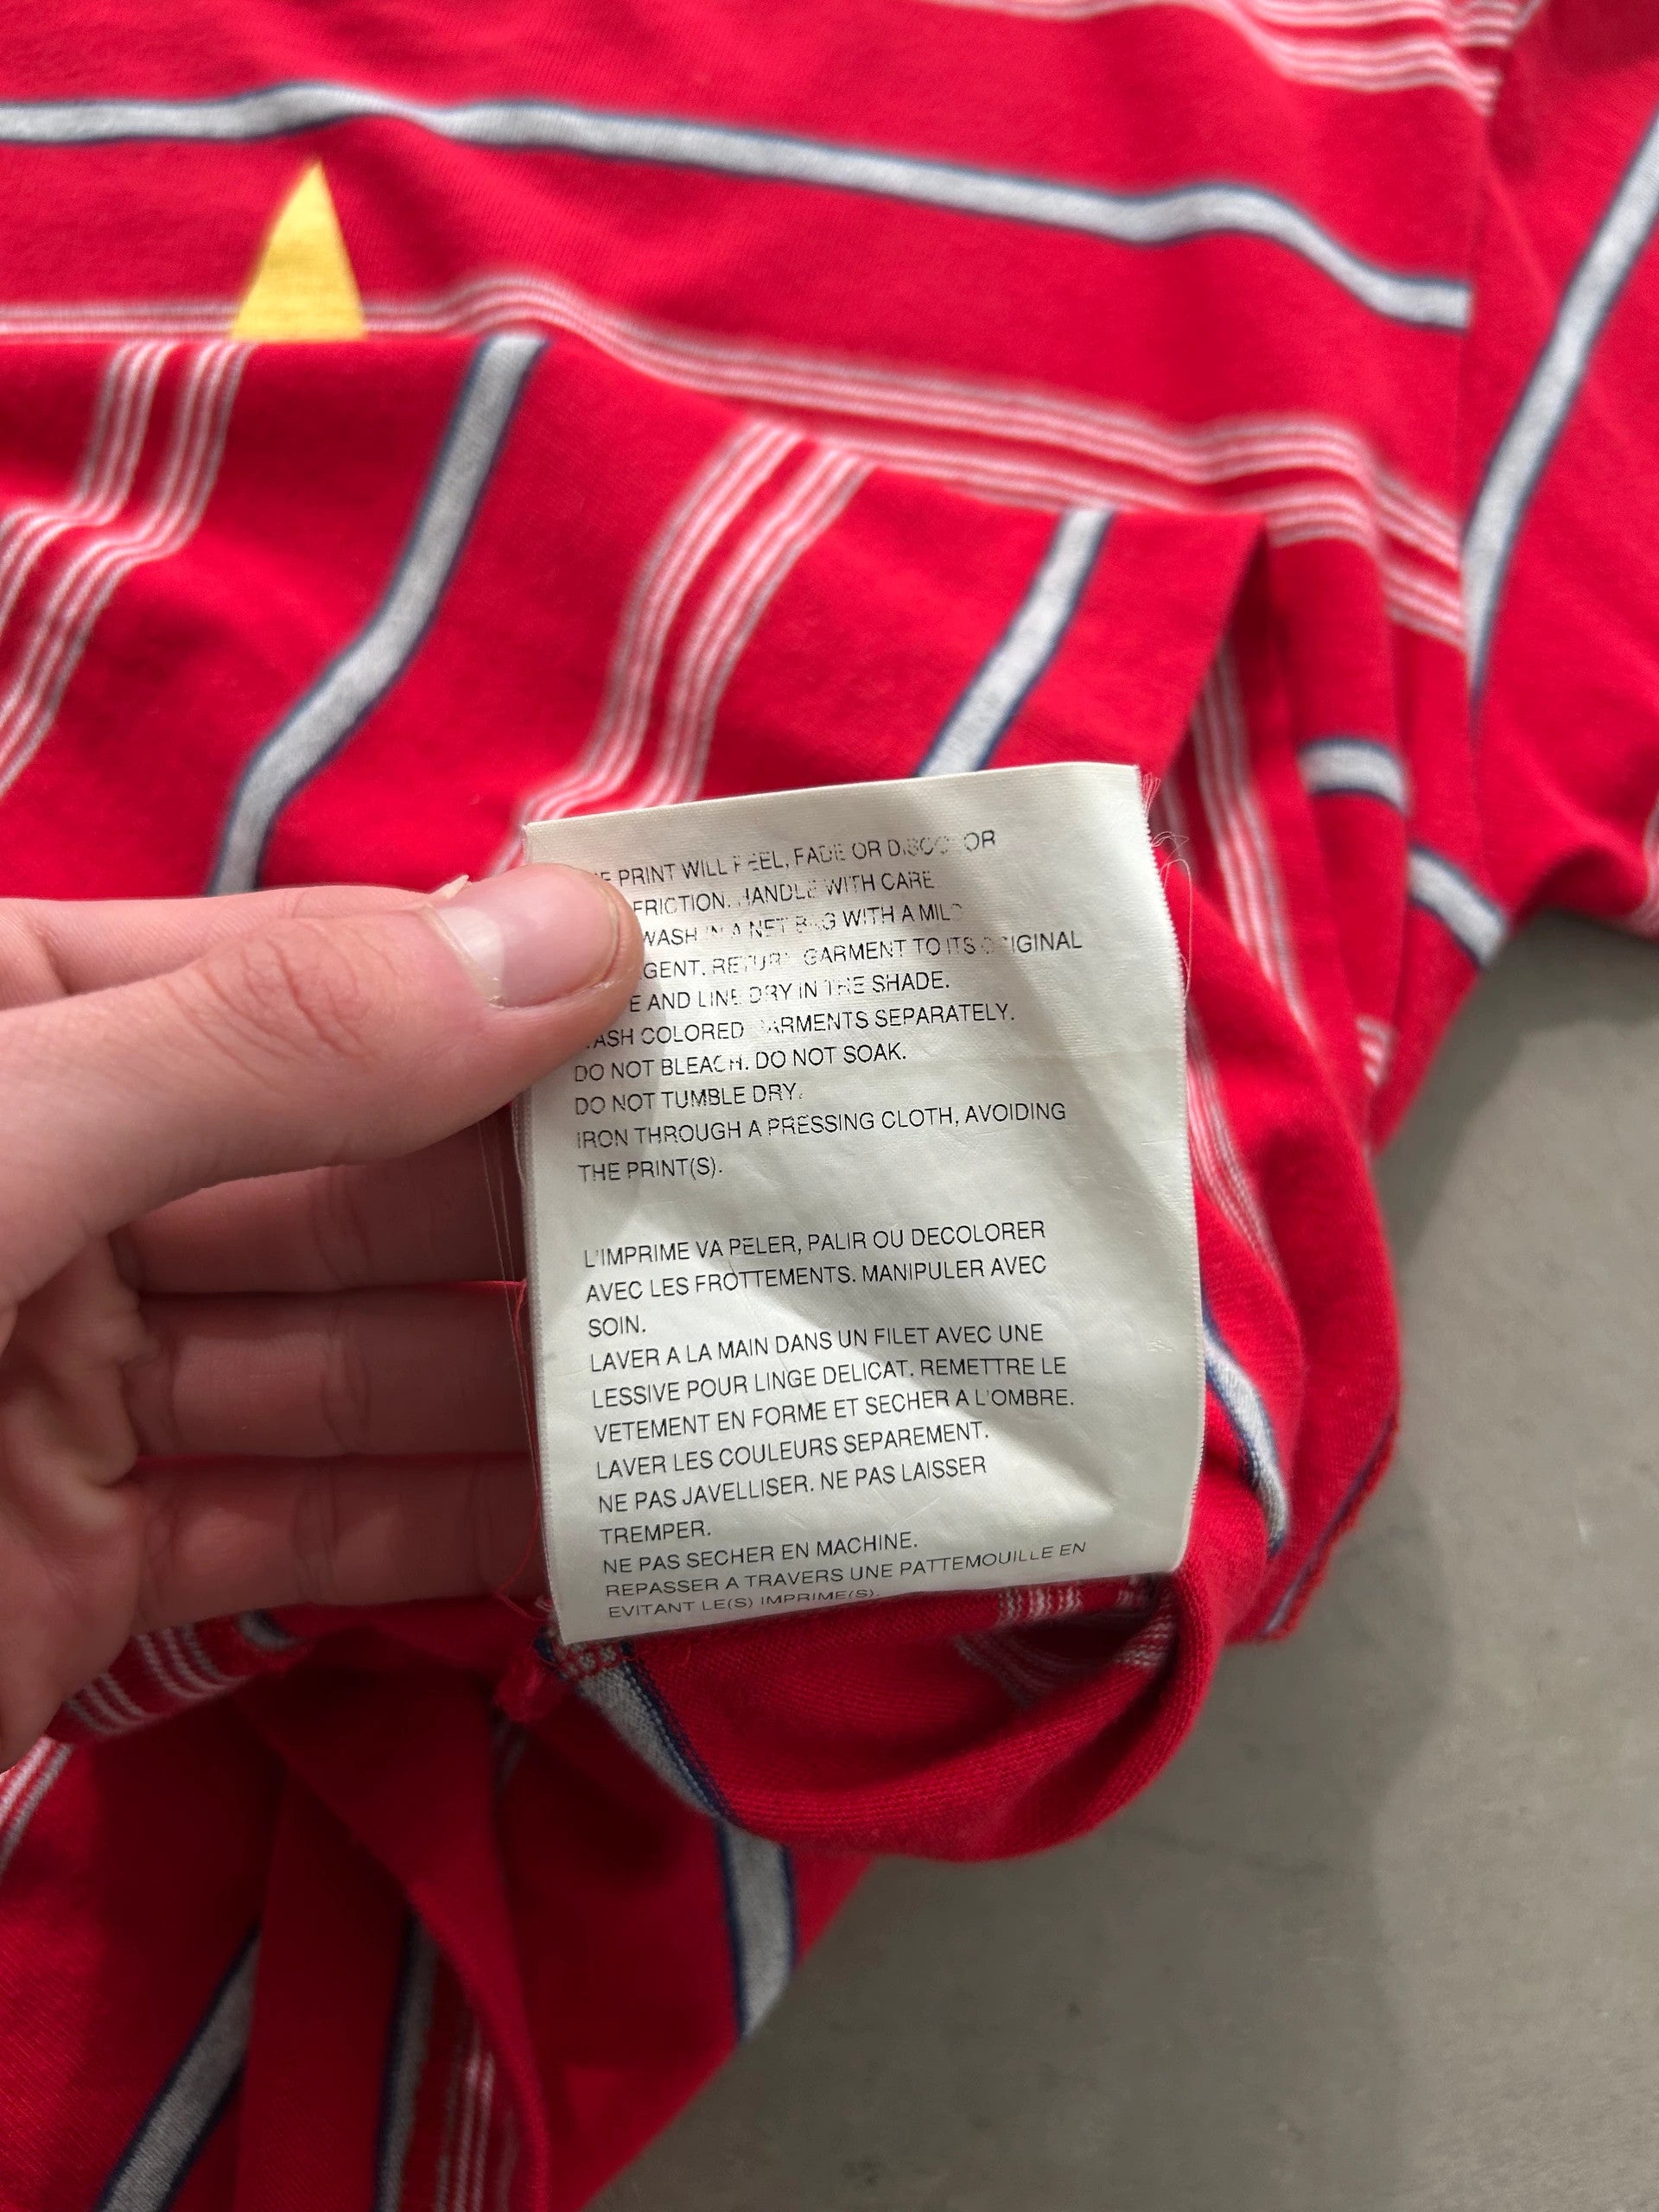 PRINT WILL PEEL, FADE OR DISCOLOR
FRICTION. HANDLE WITH CARE
WASH IN A NET BAG WITH A MILD
GENT. RETURN GARMENT TO ITS ORIGINAL
E AND LINE DRY IN THE SHADE.
WASH COLORED GARMENTS SEPARATELY.
DO NOT BLEACH. DO NOT SOAK.
DO NOT TUMBLE DRY.
IRON THROUGH A PRESSING CLOTH, AVOIDING
THE PRINT(S).
L'IMPRIME VA PELER, PALIR OU DECOLORER
AVEC LES FROTTEMENTS. MANIPULER AVEC
SOIN.
LAVER A LA MAIN DANS UN FILET AVEC UNE
LESSIVE POUR LINGE DELICAT. REMETTRE LE
VETEMENT EN FORME ET SECHER A L'OMBRE.
LAVER LES COULEURS SEPAREMENT.
NE PAS JAVELLISER. NE PAS LAISSER
TREMPER.
NE PAS SECHER EN MACHINE.
REPASSER A TRAVERS UNE PATTEMOUILLE EN
EVITANT LE(S) IMPRIME(S).